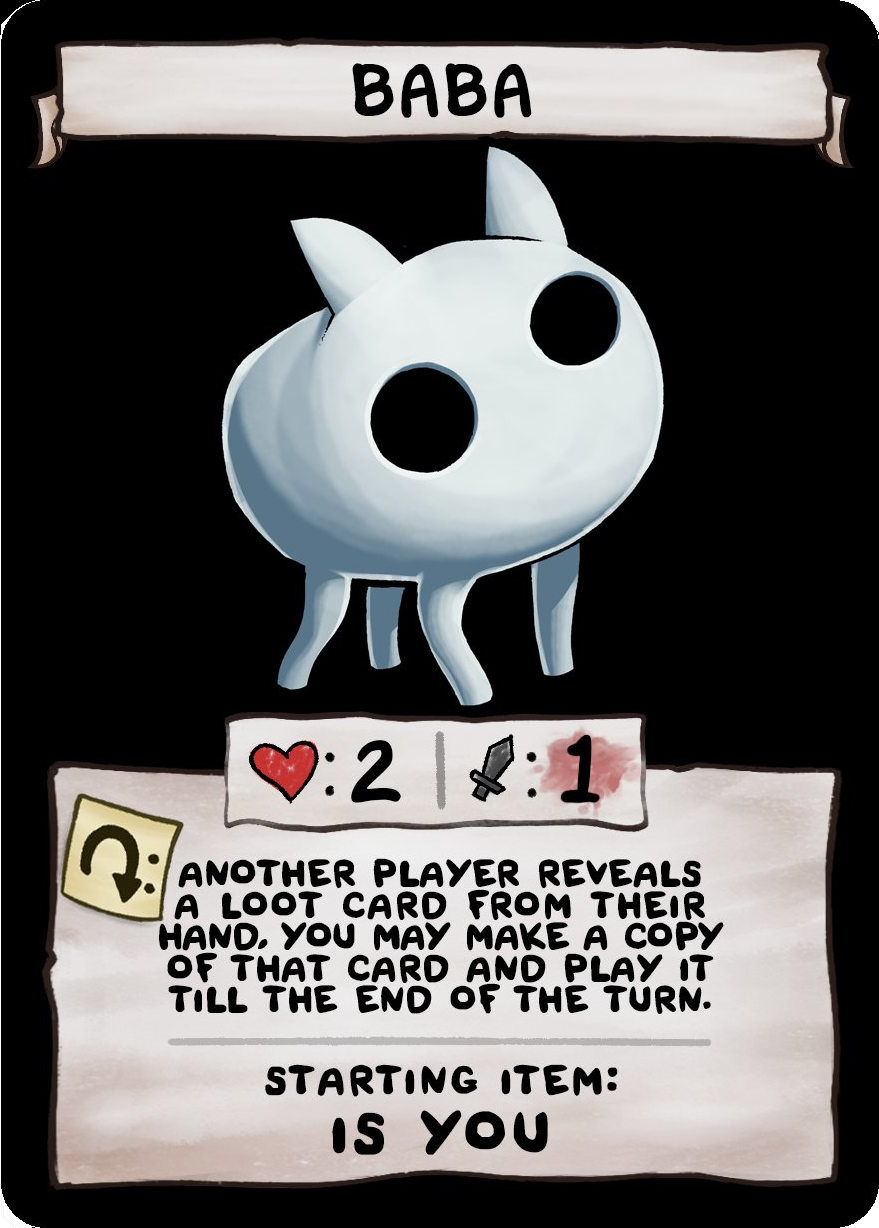 BABA
: 2 | : 1
: ANOTHER PLAYER REVEALS
A LOOT CARD FROM THEIR
HAND. YOU MAY MAKE A COPY
OF THAT CARD AND PLAY IT
TILL THE END OF THE TURN.
STARTING ITEM:
IS YOU